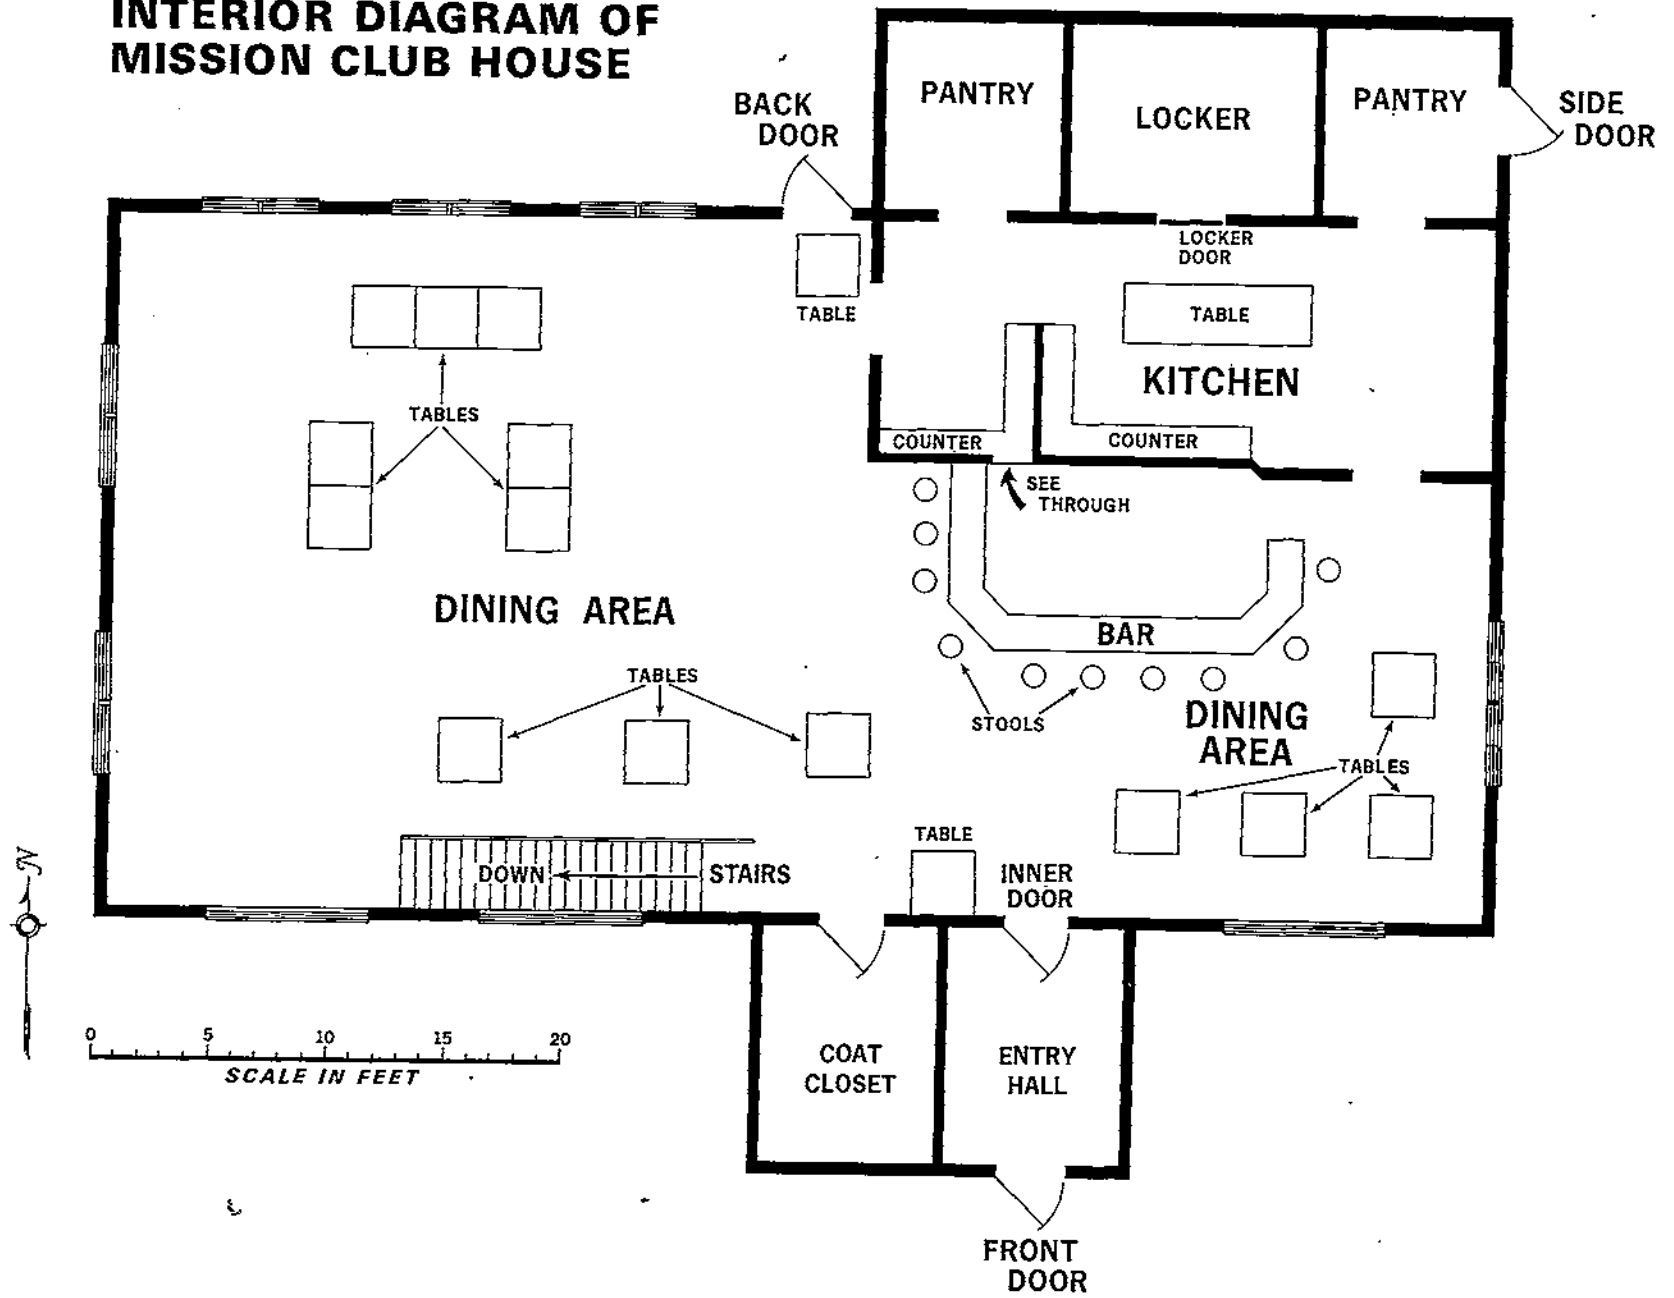 INTERIOR DIAGRAM OF
MISSION CLUB HOUSE
BACK
DOOR
PANTRY
LOCKER
PANTRY
SIDE
DOOR
LOCKER
DOOR
TABLE
TABLE
KITCHEN
TABLES
COUNTER
COUNTER
SEE
THROUGH
DINING AREA
BAR
TABLES
STOOLS
DINING
AREA
TABLES
TABLE
INNER
DOOR
DOWN
STAIRS
N
0 5 10 15 20
SCALE IN FEET
COAT
CLOSET
ENTRY
HALL
FRONT
DOOR